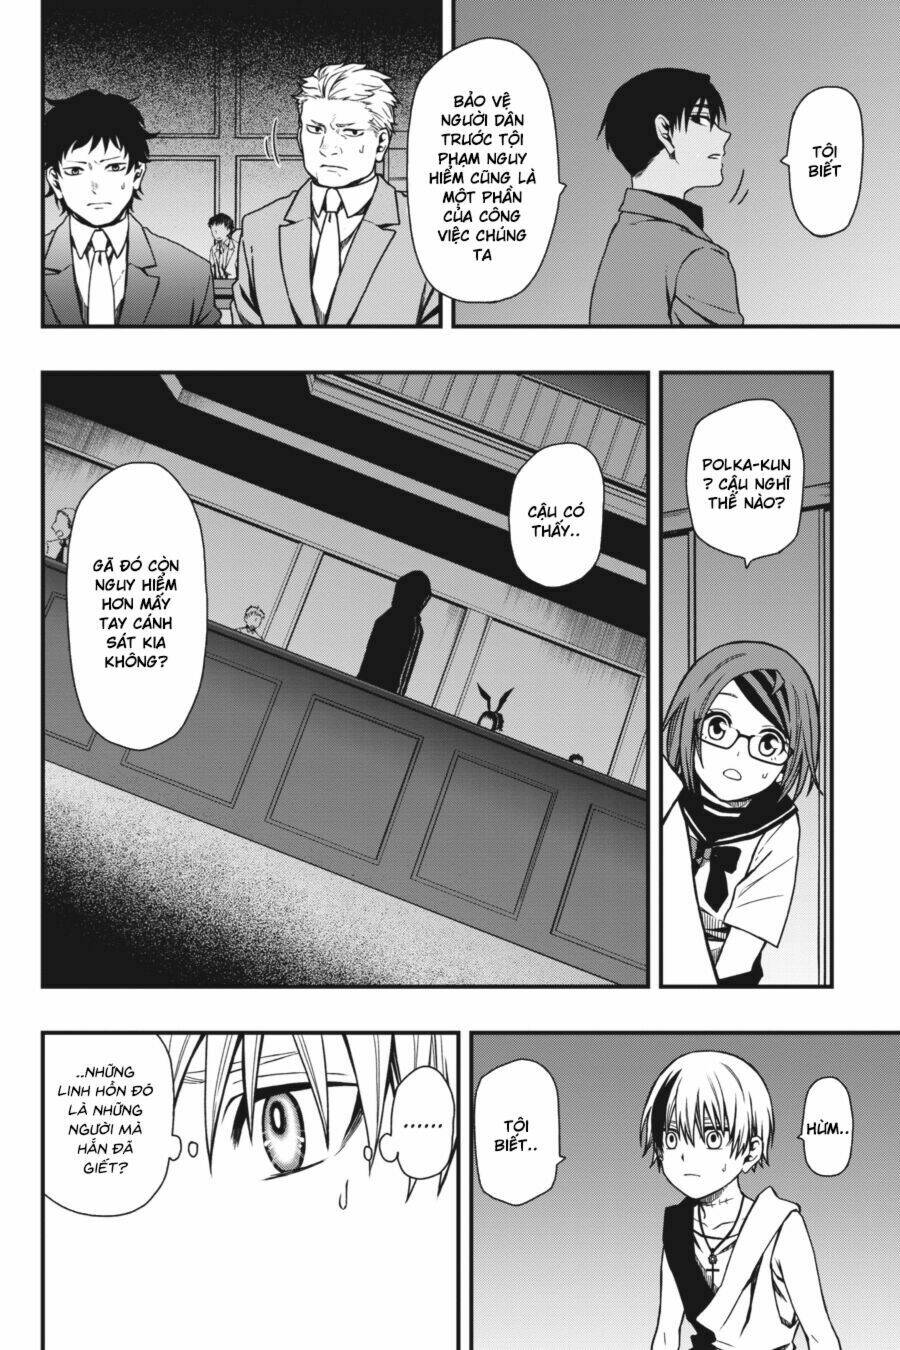 TÔI
BIẾT
BẢO VỆ
NGƯỜI DÂN
TRƯỚC TỘI
PHẠM NGUY
HIỂM CŨNG LÀ
MỘT PHẦN
CỦA CÔNG
VIỆC CHÚNG
TA
POLKA-KUN
? CẬU NGHĨ
THẾ NÀO?
CẬU CÓ
THẤY..
GÃ ĐÓ CÒN
NGUY HIỂM
HƠN MẤY
TAY CẢNH
SÁT KIA
KHÔNG?
HỪM..
TÔI
BIẾT..
.......
..NHỮNG
LINH HỒN ĐÓ
LÀ NHỮNG
NGƯỜI MÀ
HẮN ĐÃ
GIẾT?